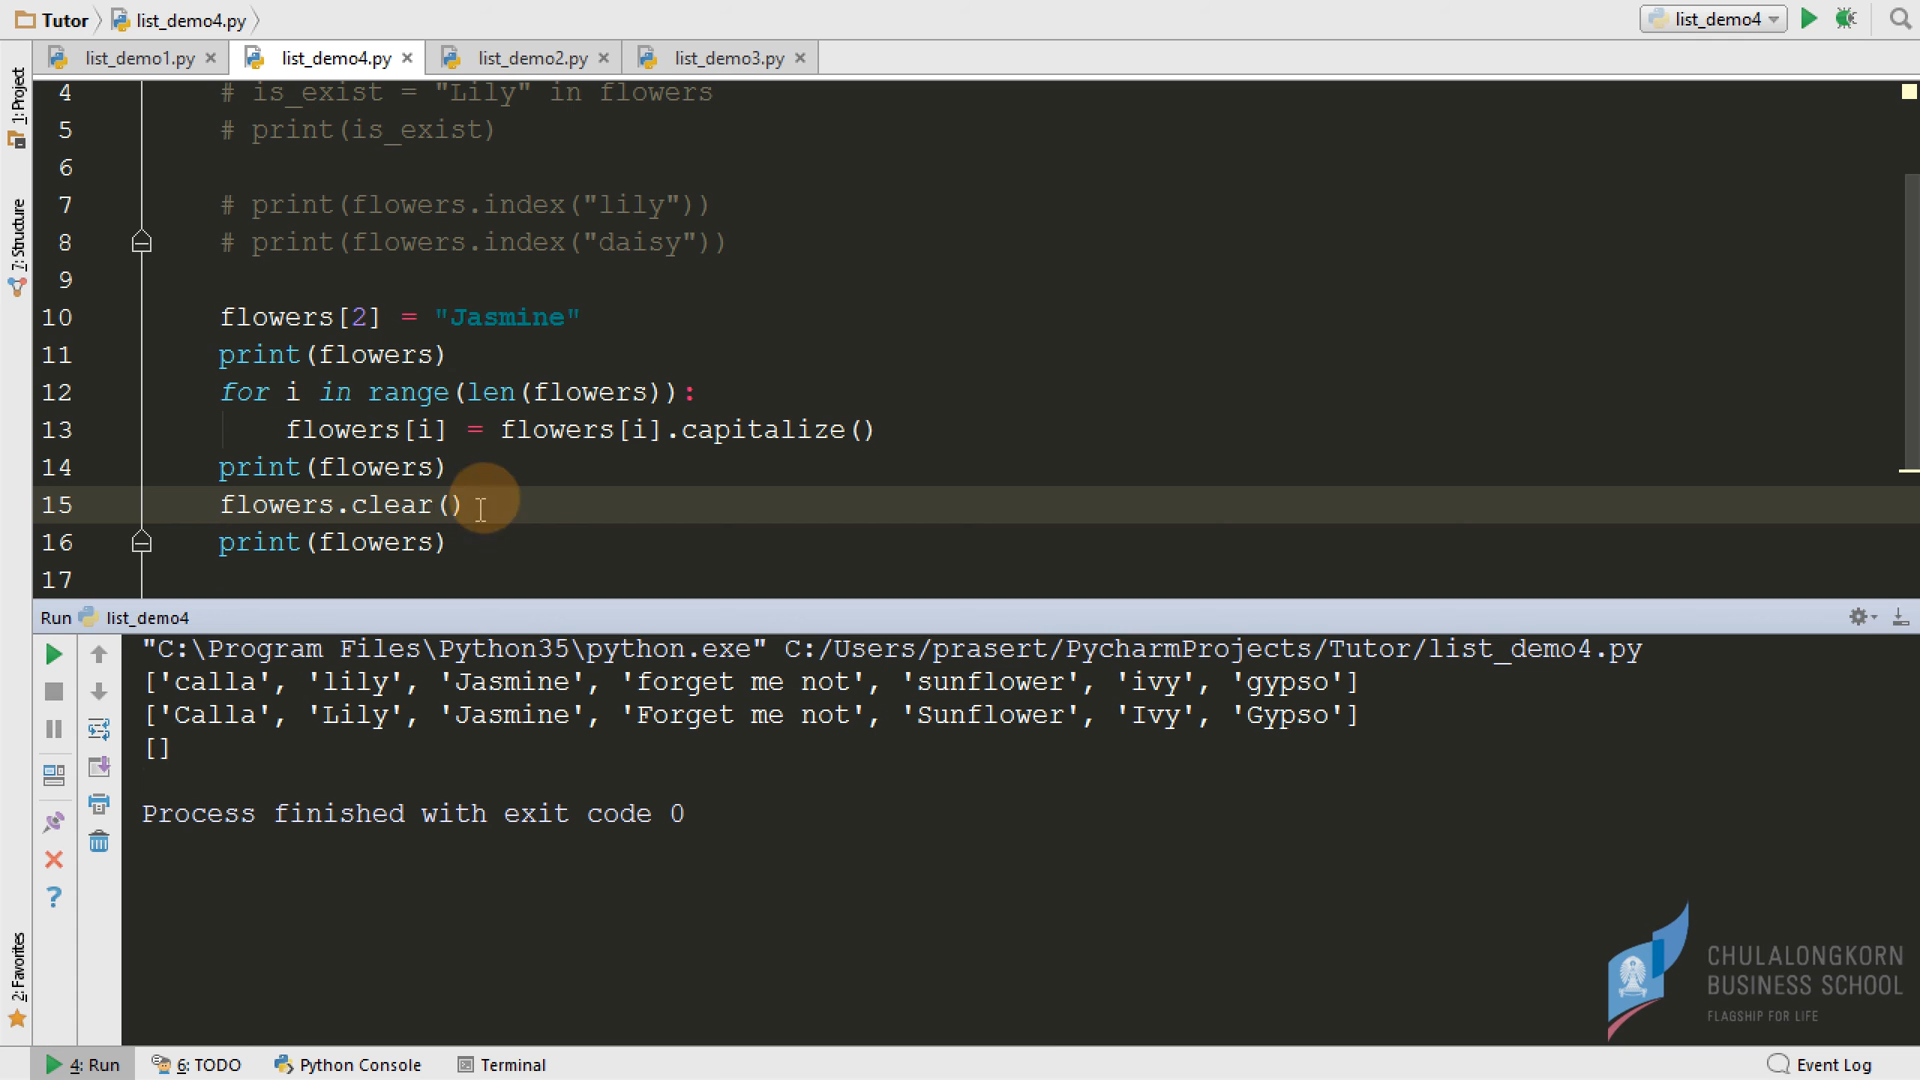 Tutor list_demo4.py list_demo4
list_demo1.py list_demo4.py list_demo2.py list_demo3.py
1: Project
7: Structure
2: Favorites
4 # is_exist = "Lily" in flowers
5 # print(is_exist)
6
7 # print(flowers.index("lily"))
8 # print(flowers.index("daisy"))
9
10 flowers[2] = "Jasmine"
11 print(flowers)
12 for i in range(len(flowers)):
13 flowers[i] = flowers[i].capitalize()
14 print(flowers)
15 flowers.clear()
16 print(flowers)
17
Run list_demo4
"C:\Program Files\Python35\python.exe" C:/Users/prasert/PycharmProjects/Tutor/list_demo4.py
['calla', 'lily', 'Jasmine', 'forget me not', 'sunflower', 'ivy', 'gypso']
['Calla', 'Lily', 'Jasmine', 'Forget me not', 'Sunflower', 'Ivy', 'Gypso']
[]
Process finished with exit code 0
CHULALONGKORN
BUSINESS SCHOOL
FLAGSHIP FOR LIFE
4: Run 6: TODO Python Console Terminal Event Log